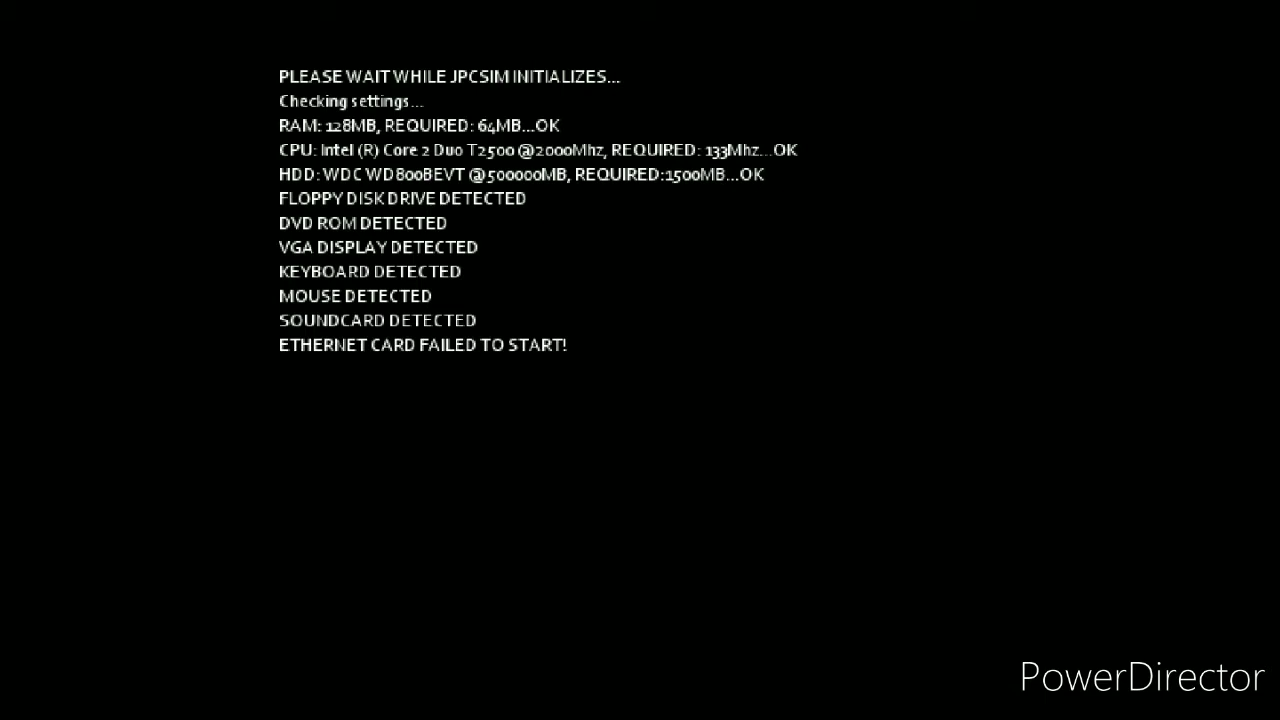 PLEASE WAIT WHILE JPCSIM INITIALIZES...
Checking settings...
RAM: 128MB, REQUIRED: 64MB...OK
CPU: Intel (R) Core 2 Duo T2500 @2000Mhz, REQUIRED: 133Mhz...OK
HDD: WDC WD800BEVT @500000MB, REQUIRED:1500MB...OK
FLOPPY DISK DRIVE DETECTED
DVD ROM DETECTED
VGA DISPLAY DETECTED
KEYBOARD DETECTED
MOUSE DETECTED
SOUNDCARD DETECTED
ETHERNET CARD FAILED TO START!
PowerDirector